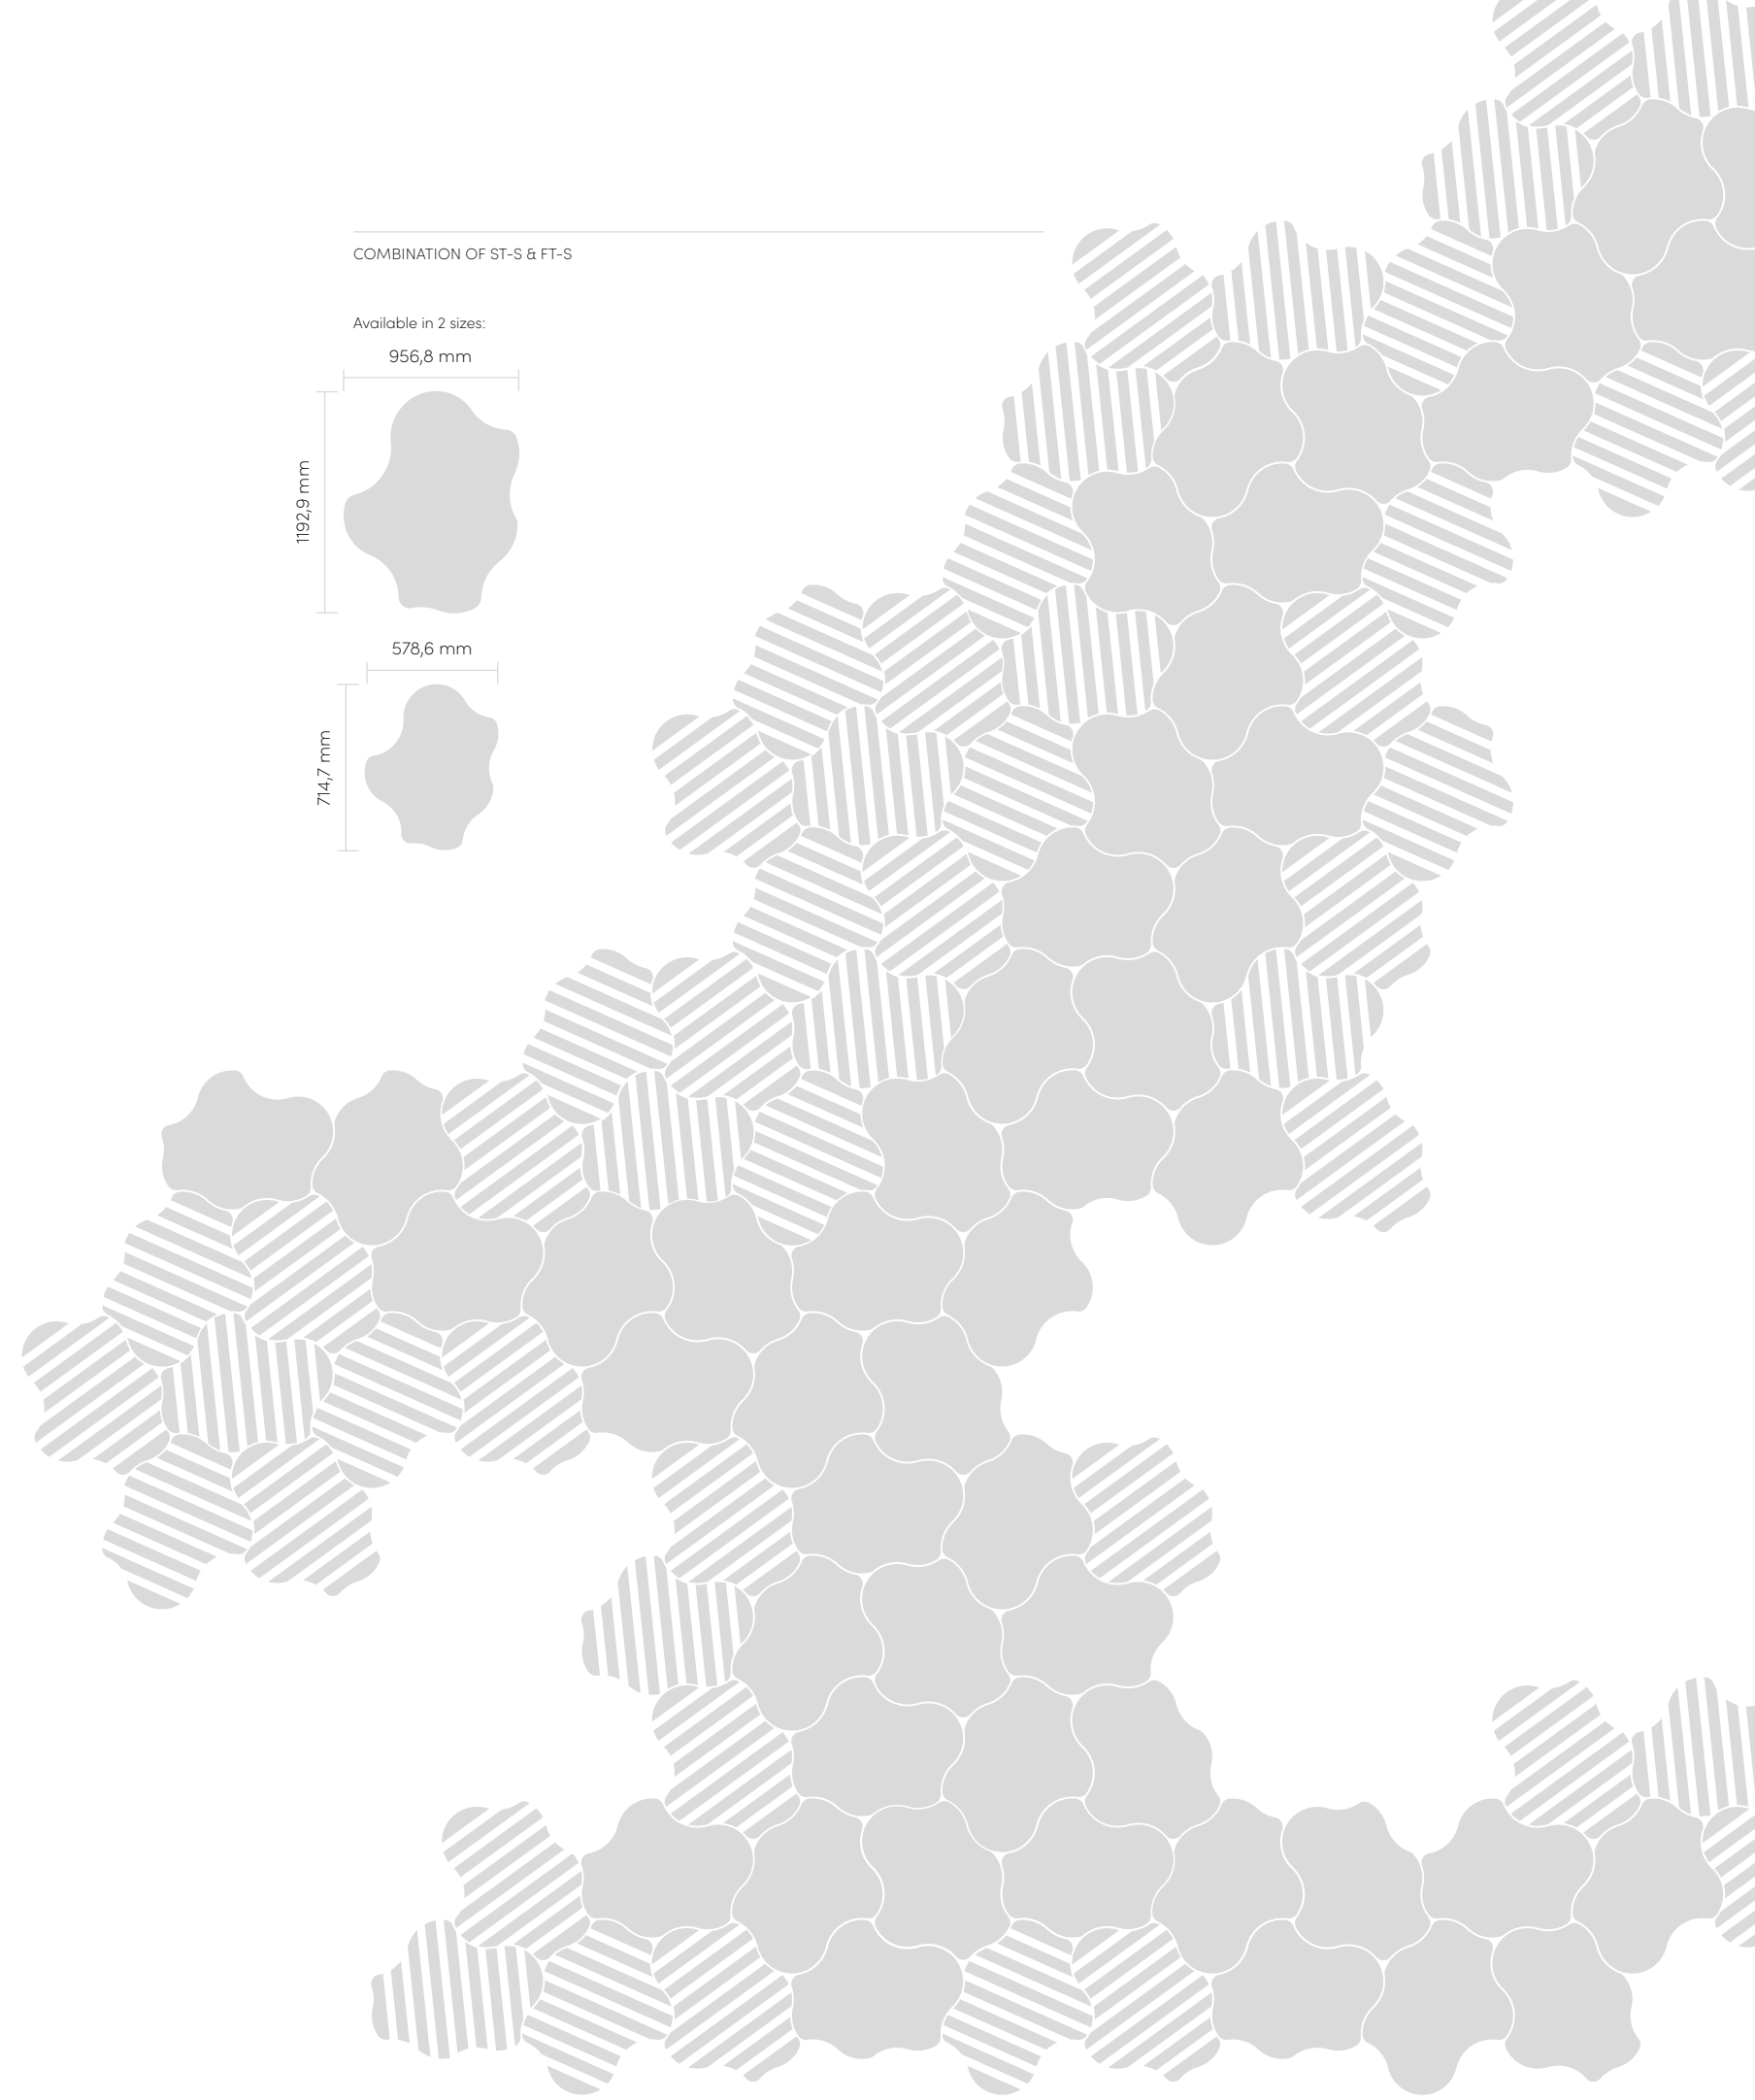 COMBINATION OF ST-S & FT-S
Available in 2 sizes:
956,8 mm
1192,9 mm
578,6 mm
714,7 mm